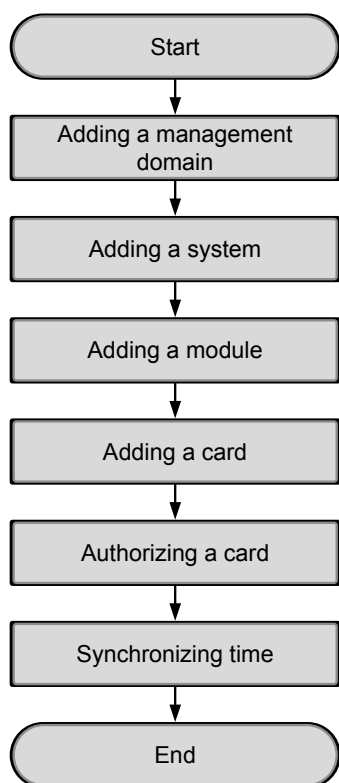 Start
Adding a management
domain
Adding a system
Adding a module
Adding a card
Authorizing a card
Synchronizing time
End